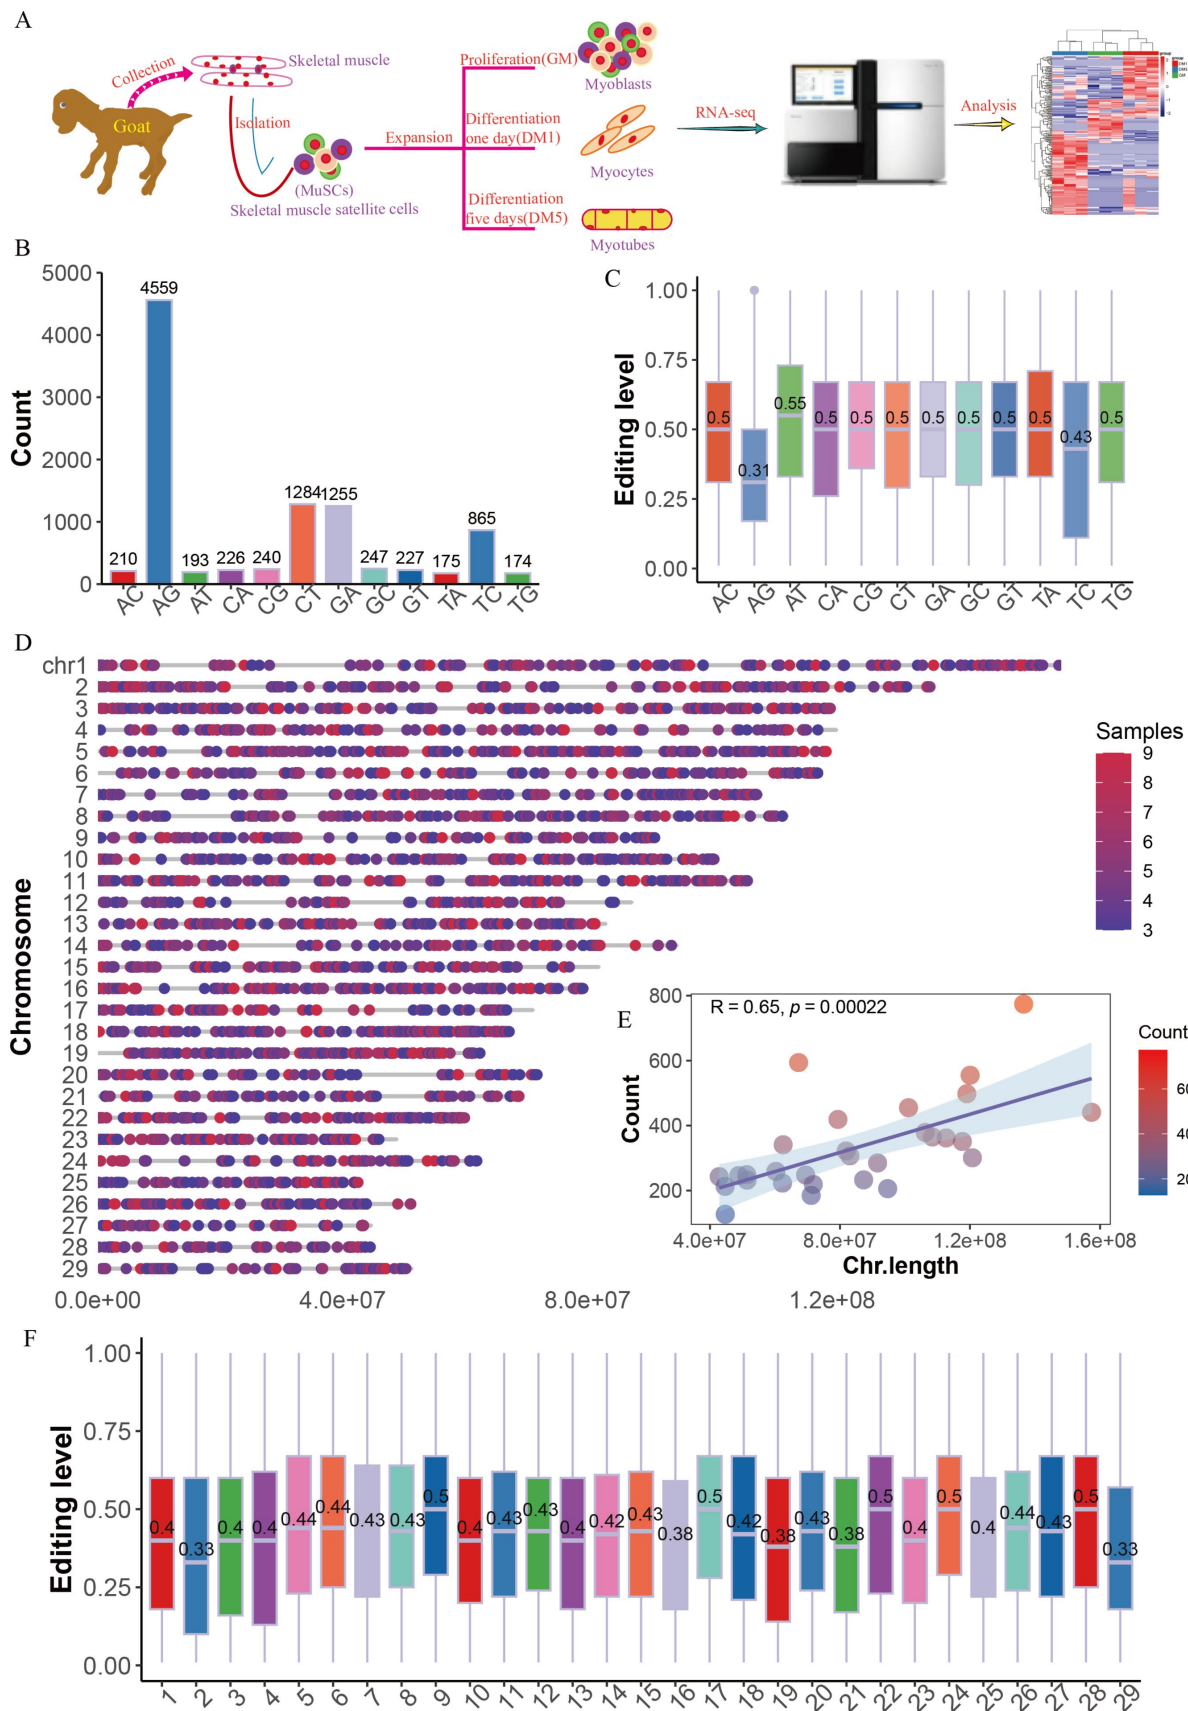 A
Collection
Goat
Skeletal muscle
Isolation
(MuSCs)
Skeletal muscle satellite cells
Expansion
Proliferation(GM)
Myoblasts
Differentiation
one day(DM1)
Myocytes
Differentiation
five days(DM5)
Myotubes
RNA-seq
Analysis
group
group
DM1
DM5
GM
B
Count
5000
4000
3000
2000
1000
0
210
4559
193
226
240
1284
1255
247
227
175
865
174
AC
AG
AT
CA
CG
CT
GA
GC
GT
TA
TC
TG
C
Editing level
1.00
0.75
0.50
0.25
0.00
0.5
0.31
0.55
0.5
0.5
0.5
0.5
0.5
0.5
0.5
0.43
0.5
AC
AG
AT
CA
CG
CT
GA
GC
GT
TA
TC
TG
D
Chromosome
chr1
2
3
4
5
6
7
8
9
10
11
12
13
14
15
16
17
18
19
20
21
22
23
24
25
26
27
28
29
0.0e+00
4.0e+07
8.0e+07
1.2e+08
Samples
9
8
7
6
5
4
3
E
R = 0.65, p = 0.00022
Count
800
600
400
200
4.0e+07
8.0e+07
1.2e+08
1.6e+08
Chr.length
Count
60
40
20
F
Editing level
1.00
0.75
0.50
0.25
0.00
0.4
0.33
0.4
0.4
0.44
0.44
0.43
0.43
0.5
0.4
0.43
0.43
0.4
0.42
0.43
0.38
0.5
0.42
0.38
0.43
0.38
0.5
0.4
0.5
0.4
0.44
0.43
0.5
0.33
1
2
3
4
5
6
7
8
9
10
11
12
13
14
15
16
17
18
19
20
21
22
23
24
25
26
27
28
29